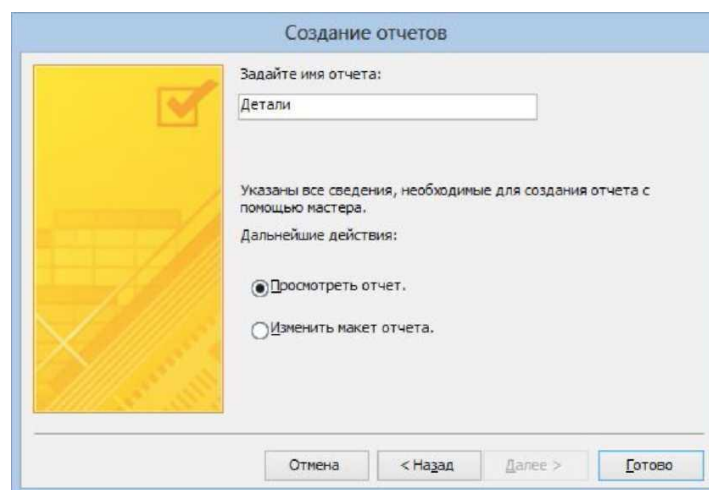 Создание отчетов
Задайте имя отчета:
Детали
Указаны все сведения, необходимые для создания отчета с
помощью мастера.
Дальнейшие действия:
Просмотреть отчет.
Изменить макет отчета.
Отмена
< Назад
Далее >
Готово